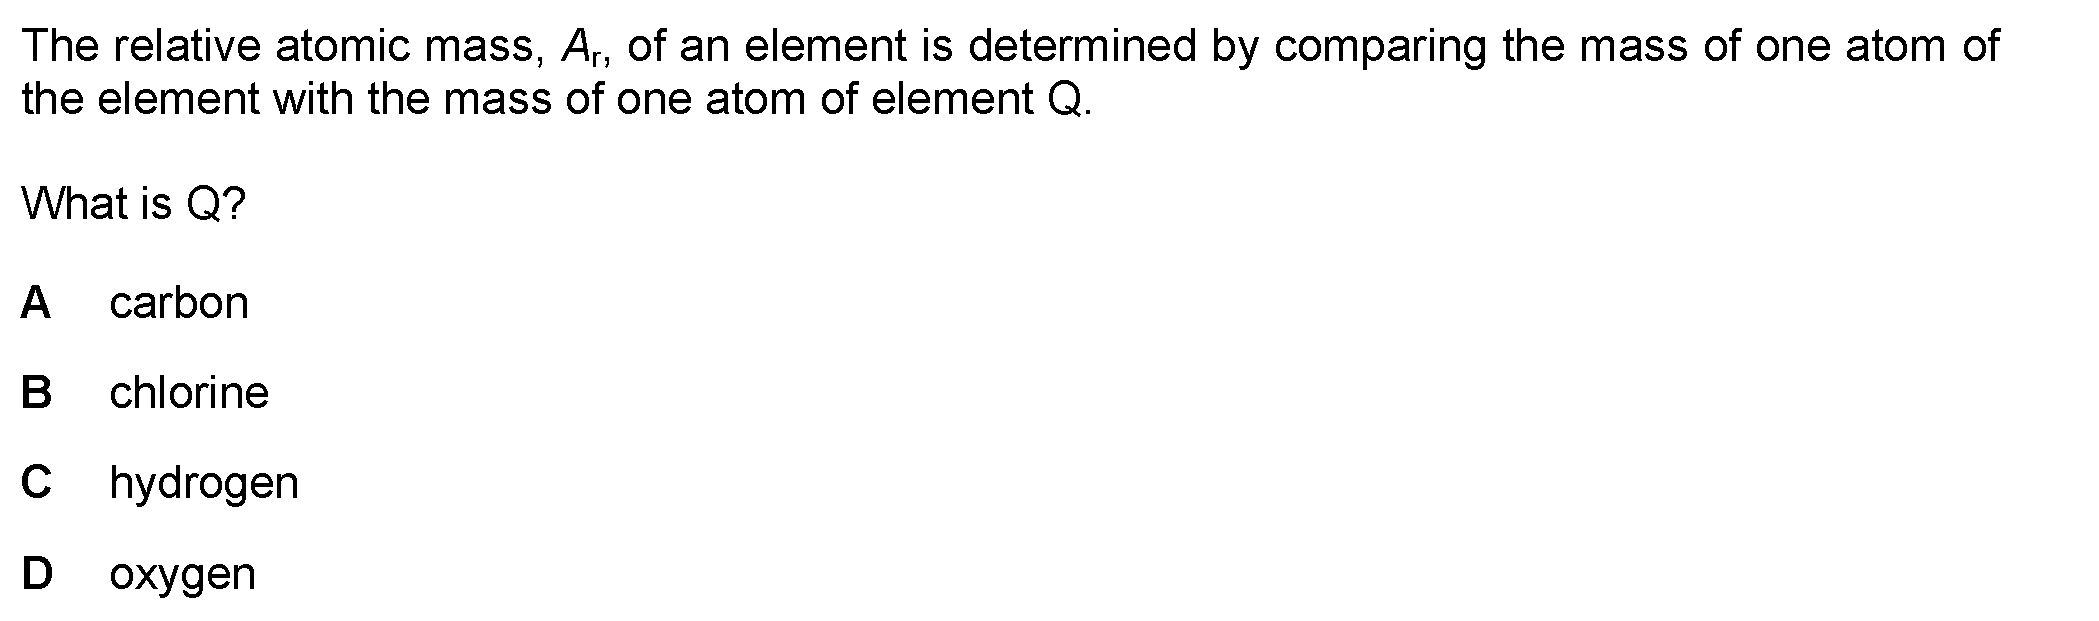 The relative atomic mass, Ar, of an element is determined by comparing the mass of one atom of
the element with the mass of one atom of element Q.
What is Q?
A carbon
B chlorine
C hydrogen
D oxygen